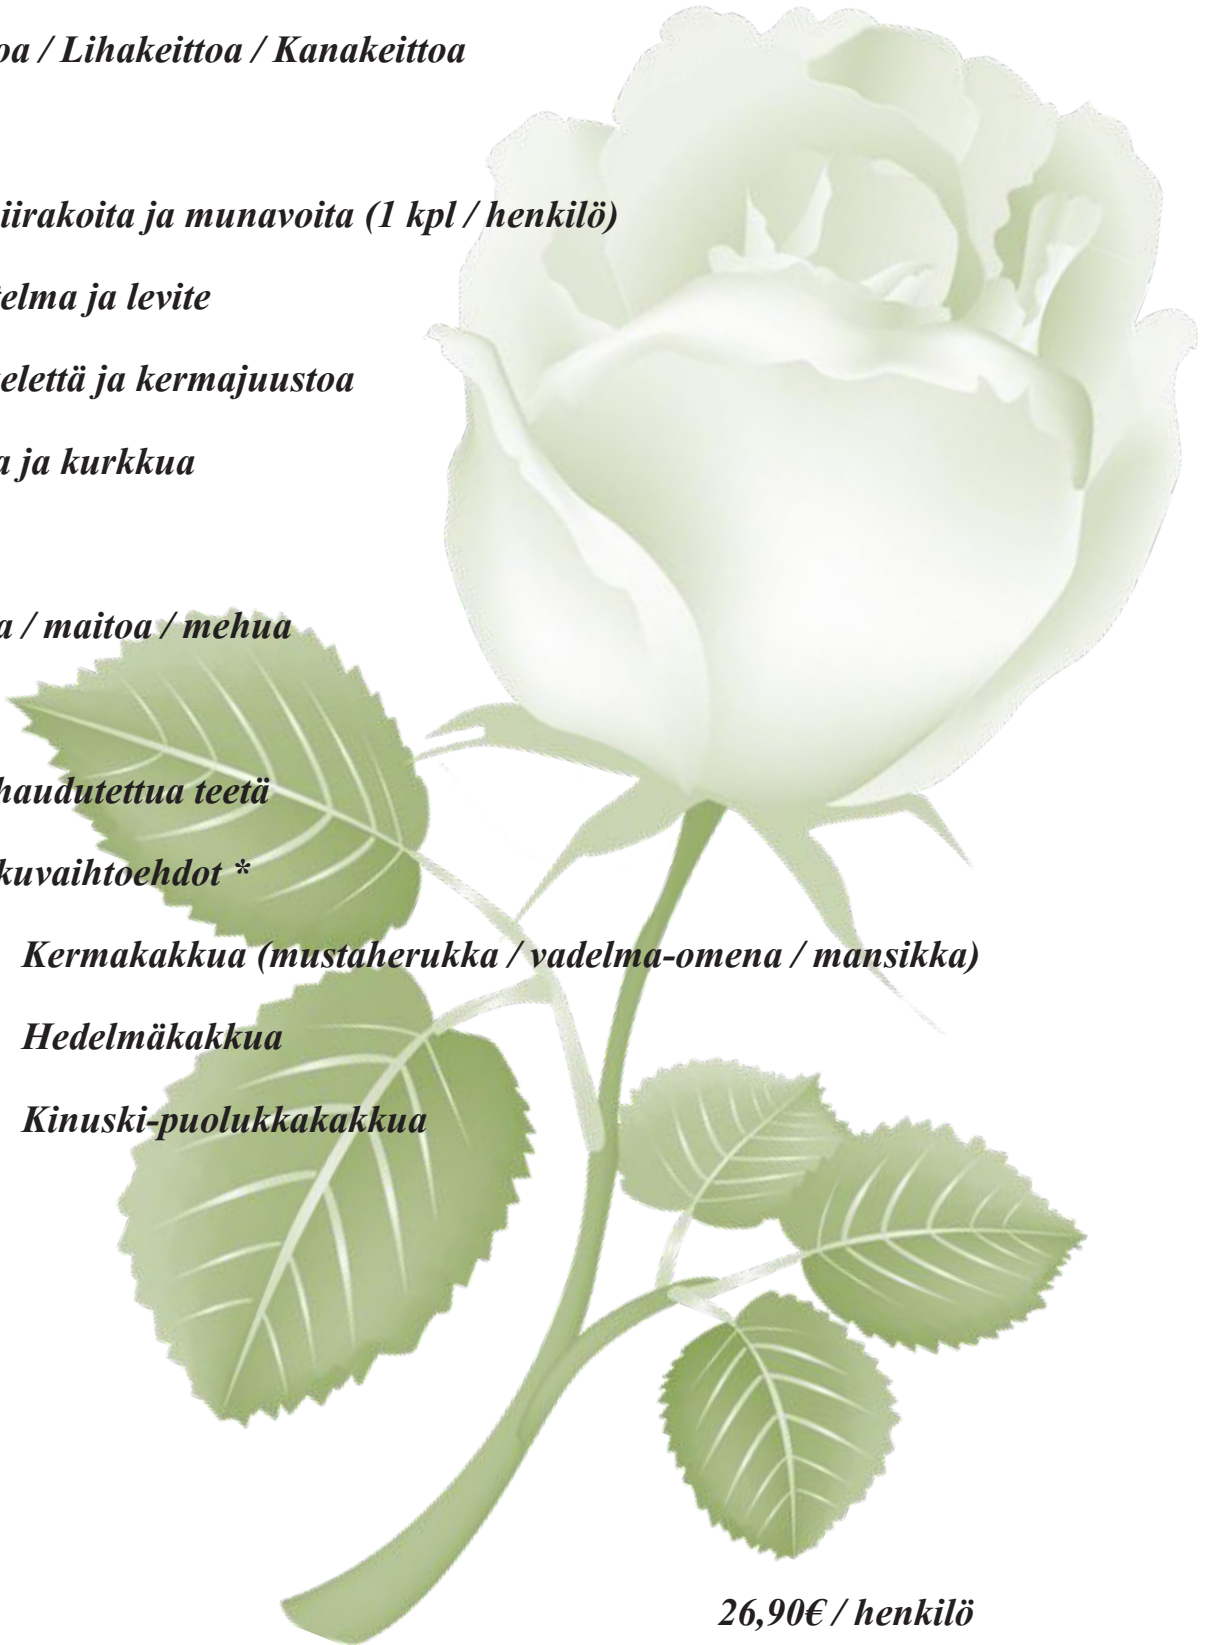 oa / Lihakeittoa / Kanakeittoa
iirakoita ja munavoita (1 kpl / henkilö)
telma ja levite
elettä ja kermajuustoa
a ja kurkkua
a / maitoa / mehua
haudutettua teetä
kuvaihtoehdot *
Kermakakkua (mustaherukka / vadelma-omena / mansikka)
Hedelmäkakkua
Kinuski-puolukkakakkua
26,90€ / henkilö